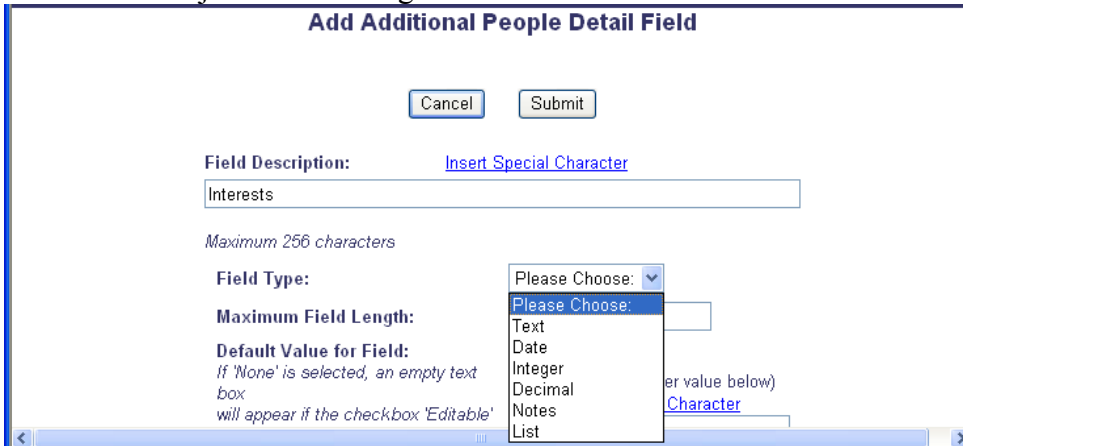 Add Additional People Detail Field
Cancel Submit
Field Description: Insert Special Character
Interests
Maximum 256 characters
Field Type: Please Choose:
Please Choose:
Maximum Field Length:
Text
Default Value for Field:
Date
If 'None' is selected, an empty text
Integer
er value below)
box
Decimal
Character
will appear if the checkbox 'Editable'
Notes
List